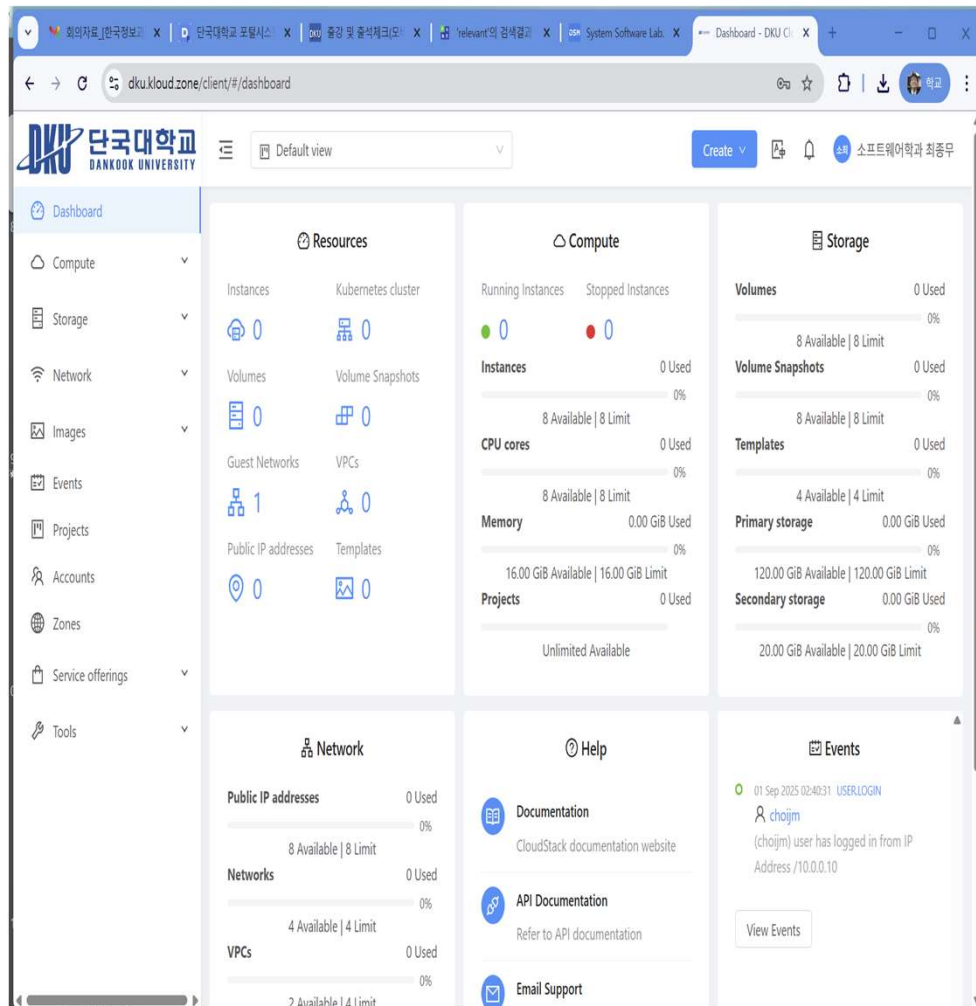 회의자료_[한국정보고
단국대학교 포털시스
DKU 출강 및 출석체크(모
'relevant'의 검색결과
System Software Lab.
Dashboard - DKU Cl
dku.kloud.zone/client/#/dashboard
학교
DKU 단국대학교
DANKOOK UNIVERSITY
Default view
Create
소최 소프트웨어학과 최종무
Dashboard
Compute
Storage
Network
Images
Events
Projects
Accounts
Zones
Service offerings
Tools
Resources
Instances Kubernetes cluster
0 0
Volumes Volume Snapshots
0 0
Guest Networks VPCs
1 0
Public IP addresses Templates
0 0
Compute
Running Instances Stopped Instances
0 0
Instances 0 Used
0%
8 Available | 8 Limit
CPU cores 0 Used
0%
8 Available | 8 Limit
Memory 0.00 GiB Used
0%
16.00 GiB Available | 16.00 GiB Limit
Projects 0 Used
Unlimited Available
Storage
Volumes 0 Used
0%
8 Available | 8 Limit
Volume Snapshots 0 Used
0%
8 Available | 8 Limit
Templates 0 Used
0%
4 Available | 4 Limit
Primary storage 0.00 GiB Used
0%
120.00 GiB Available | 120.00 GiB Limit
Secondary storage 0.00 GiB Used
0%
20.00 GiB Available | 20.00 GiB Limit
Network
Public IP addresses 0 Used
0%
8 Available | 8 Limit
Networks 0 Used
0%
4 Available | 4 Limit
VPCs 0 Used
0%
2 Available | 4 Limit
Help
Documentation
CloudStack documentation website
API Documentation
Refer to API documentation
Email Support
Events
01 Sep 2025 02:40:31 USER.LOGIN
choijm
(choijm) user has logged in from IP
Address /10.0.0.10
View Events